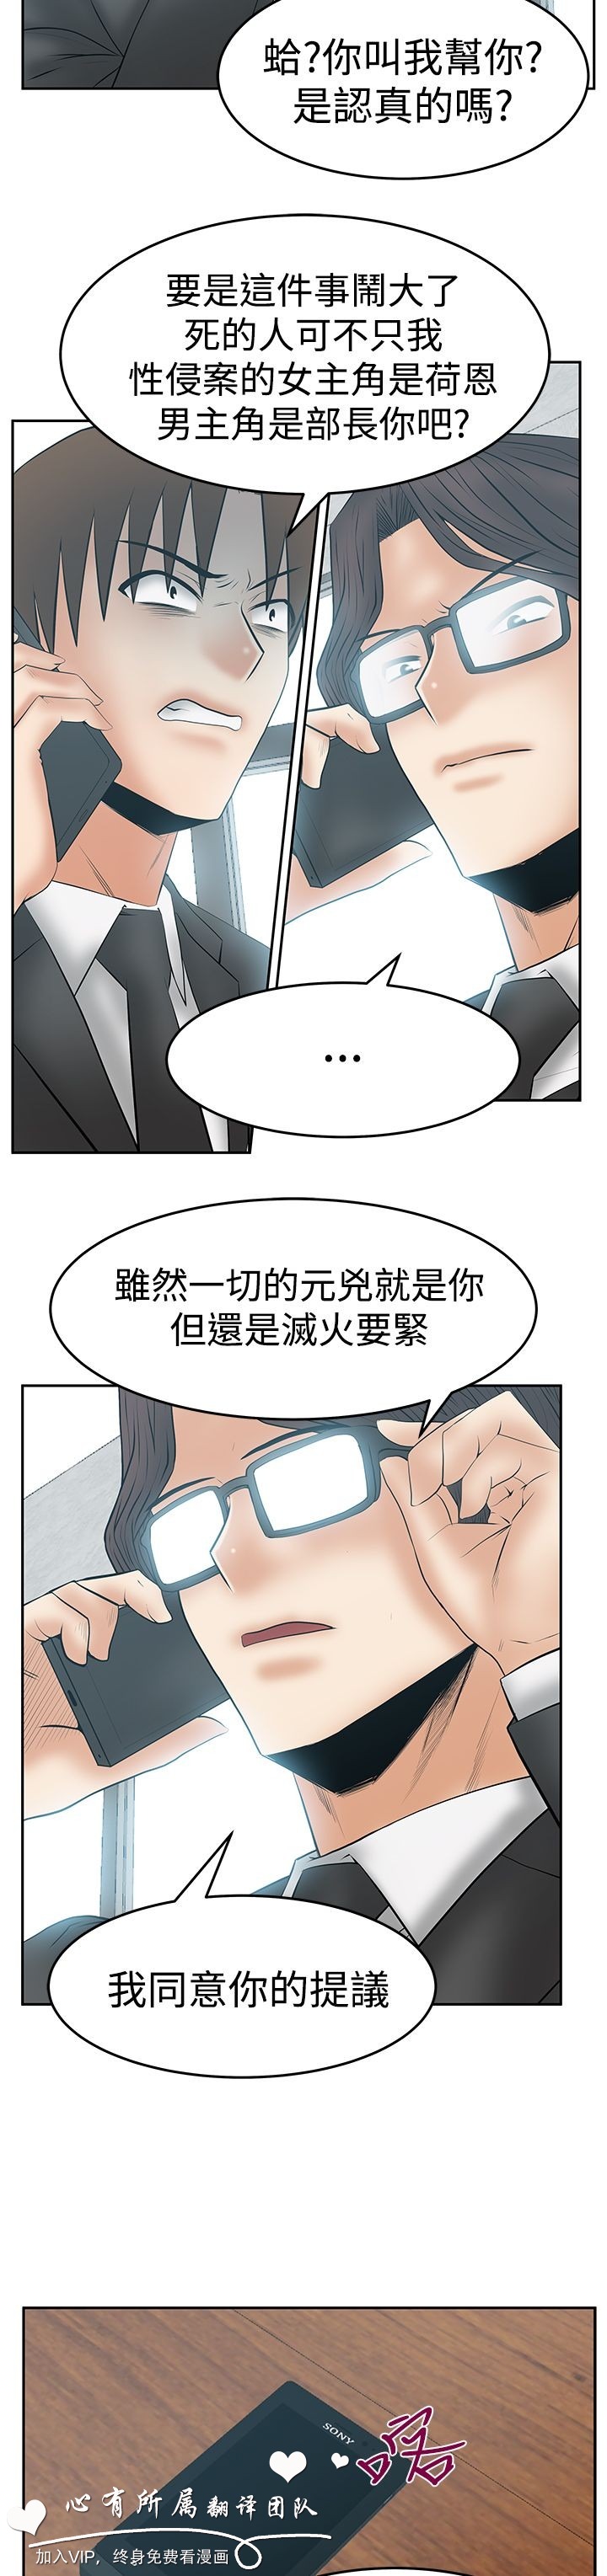 蛤?你叫我幫你?
是認真的嗎?
要是這件事鬧大了
死的人可不只我
性侵案的女主角是荷恩
男主角是部長你吧?
...
雖然一切的元兇就是你
但還是滅火要緊
我同意你的提議
SONY
喀
心有所属翻译团队
加入VIP，终身免费看漫画